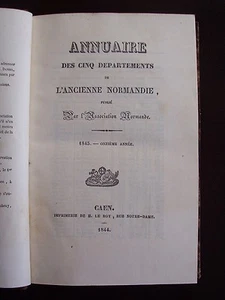 ANNUAIRE
DES CINQ DÉPARTEMENTS
DE
L'ANCIENNE NORMANDIE,
PUBLIÉ
Par l'Association Normande.
1845. — ONZIÈME ANNÉE.
CAEN,
IMPRIMERIE DE H. LE ROY, RUE NOTRE-DAME.
1844.